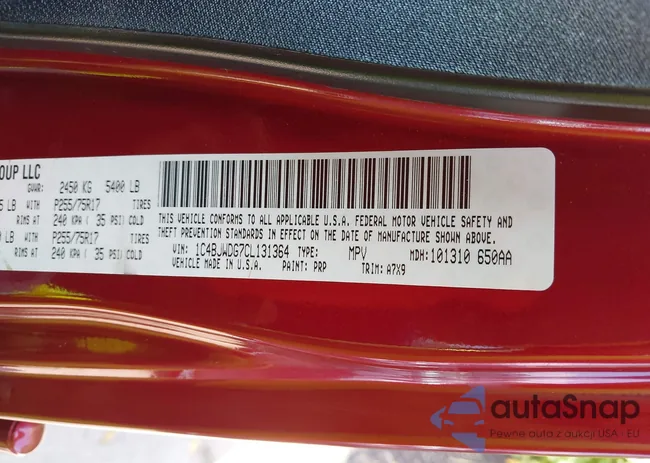 OUP LLC
GVWR: 2450 KG 5400 LB
5 LB WITH P255/75R17 TIRES
RIMS AT 240 KPA ( 35 PSI) COLD
LB WITH P255/75R17 TIRES
RIMS AT 240 KPA ( 35 PSI) COLD
THIS VEHICLE CONFORMS TO ALL APPLICABLE U.S.A. FEDERAL MOTOR VEHICLE SAFETY AND
THEFT PREVENTION STANDARDS IN EFFECT ON THE DATE OF MANUFACTURE SHOWN ABOVE.
VIN: 1C4BJWDG7CL131364 TYPE: MPV MDH: 101310 650AA
VEHICLE MADE IN U.S.A. PAINT: PRP TRIM: A7X9
autaSnap
Pewne auta z aukcji USA - EU